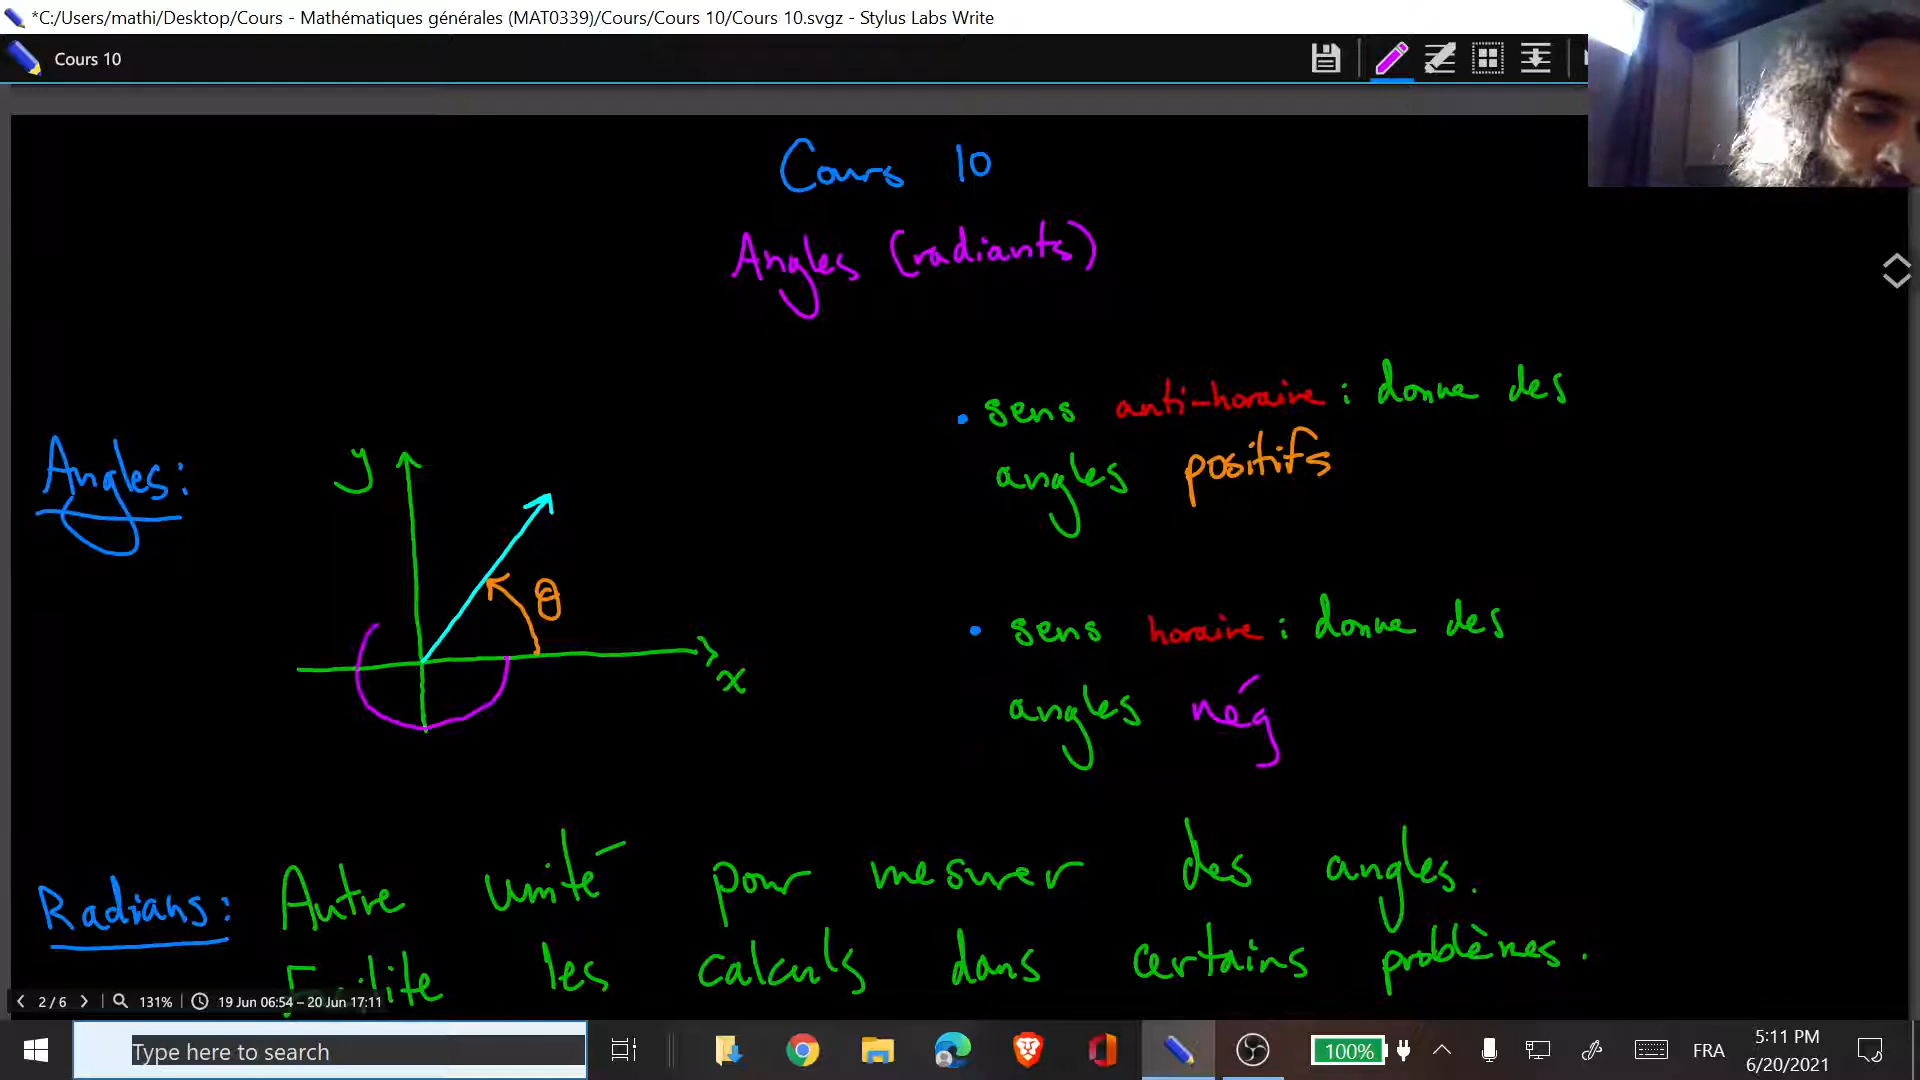 *C:/Users/mathi/Desktop/Cours - Mathématiques générales (MAT0339)/Cours/Cours 10/Cours 10.svgz - Stylus Labs Write
Cours 10
Cours 10
Angles (radiants)
Angles:
y
θ
x
• sens anti-horaire : donne des
angles positifs
• sens horaire : donne des
angles nég
Radians: Autre unité pour mesurer des angles.
Facilite les calculs dans certains problèmes.
2 / 6 131% 19 Jun 06:54 – 20 Jun 17:11
Type here to search
100%
FRA
5:11 PM
6/20/2021